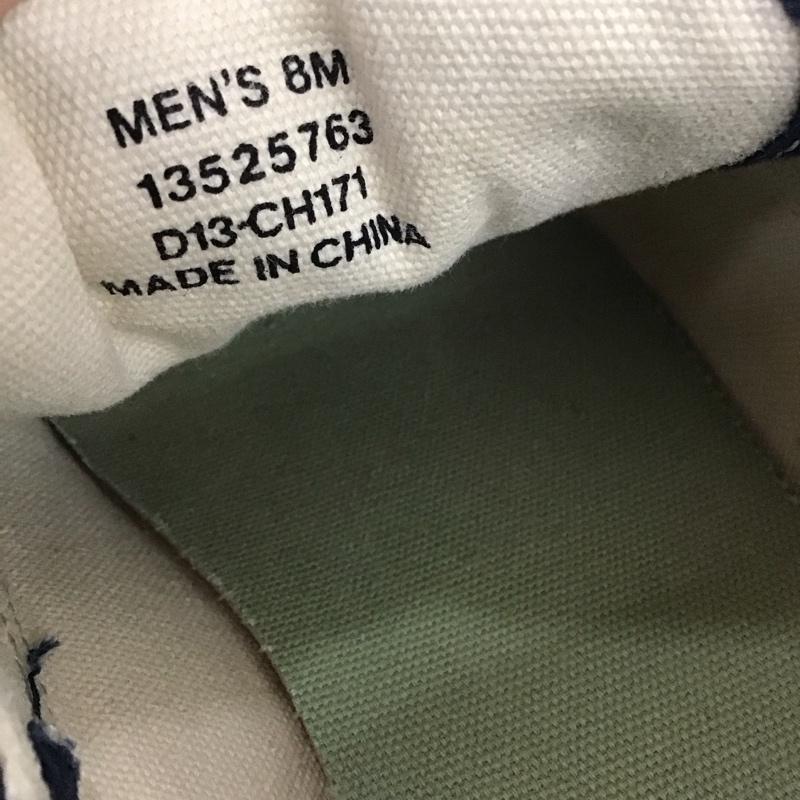 MEN'S 8M
13525763
D13-CH171
MADE IN CHINA